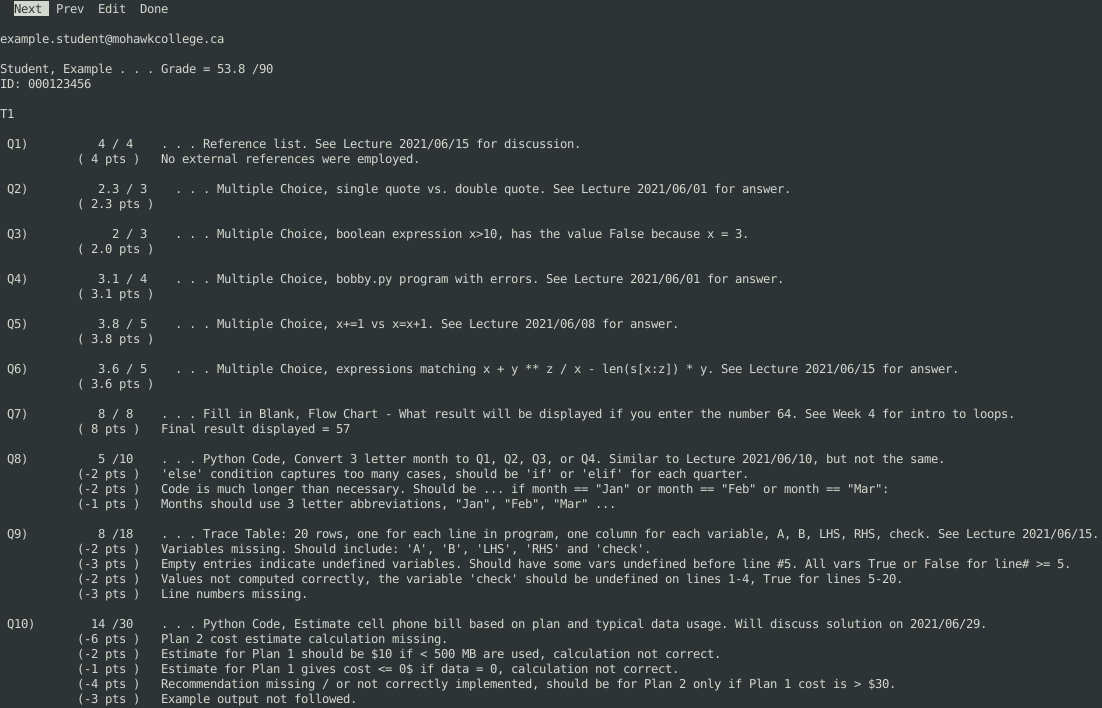 Next Prev Edit Done
example.student@mohawkcollege.ca
Student, Example . . . Grade = 53.8 /90
ID: 000123456
T1
Q1) 4 / 4 . . . Reference list. See Lecture 2021/06/15 for discussion.
( 4 pts ) No external references were employed.
Q2) 2.3 / 3 . . . Multiple Choice, single quote vs. double quote. See Lecture 2021/06/01 for answer.
( 2.3 pts )
Q3) 2 / 3 . . . Multiple Choice, boolean expression x>10, has the value False because x = 3.
( 2.0 pts )
Q4) 3.1 / 4 . . . Multiple Choice, bobby.py program with errors. See Lecture 2021/06/01 for answer.
( 3.1 pts )
Q5) 3.8 / 5 . . . Multiple Choice, x+=1 vs x=x+1. See Lecture 2021/06/08 for answer.
( 3.8 pts )
Q6) 3.6 / 5 . . . Multiple Choice, expressions matching x + y ** z / x - len(s[x:z]) * y. See Lecture 2021/06/15 for answer.
( 3.6 pts )
Q7) 8 / 8 . . . Fill in Blank, Flow Chart - What result will be displayed if you enter the number 64. See Week 4 for intro to loops.
( 8 pts ) Final result displayed = 57
Q8) 5 /10 . . . Python Code, Convert 3 letter month to Q1, Q2, Q3, or Q4. Similar to Lecture 2021/06/10, but not the same.
(-2 pts ) 'else' condition captures too many cases, should be 'if' or 'elif' for each quarter.
(-2 pts ) Code is much longer than necessary. Should be ... if month == "Jan" or month == "Feb" or month == "Mar":
(-1 pts ) Months should use 3 letter abbreviations, "Jan", "Feb", "Mar" ...
Q9) 8 /18 . . . Trace Table: 20 rows, one for each line in program, one column for each variable, A, B, LHS, RHS, check. See Lecture 2021/06/15.
(-2 pts ) Variables missing. Should include: 'A', 'B', 'LHS', 'RHS' and 'check'.
(-3 pts ) Empty entries indicate undefined variables. Should have some vars undefined before line #5. All vars True or False for line# >= 5.
(-2 pts ) Values not computed correctly, the variable 'check' should be undefined on lines 1-4, True for lines 5-20.
(-3 pts ) Line numbers missing.
Q10) 14 /30 . . . Python Code, Estimate cell phone bill based on plan and typical data usage. Will discuss solution on 2021/06/29.
(-6 pts ) Plan 2 cost estimate calculation missing.
(-2 pts ) Estimate for Plan 1 should be $10 if < 500 MB are used, calculation not correct.
(-1 pts ) Estimate for Plan 1 gives cost <= 0$ if data = 0, calculation not correct.
(-4 pts ) Recommendation missing / or not correctly implemented, should be for Plan 2 only if Plan 1 cost is > $30.
(-3 pts ) Example output not followed.